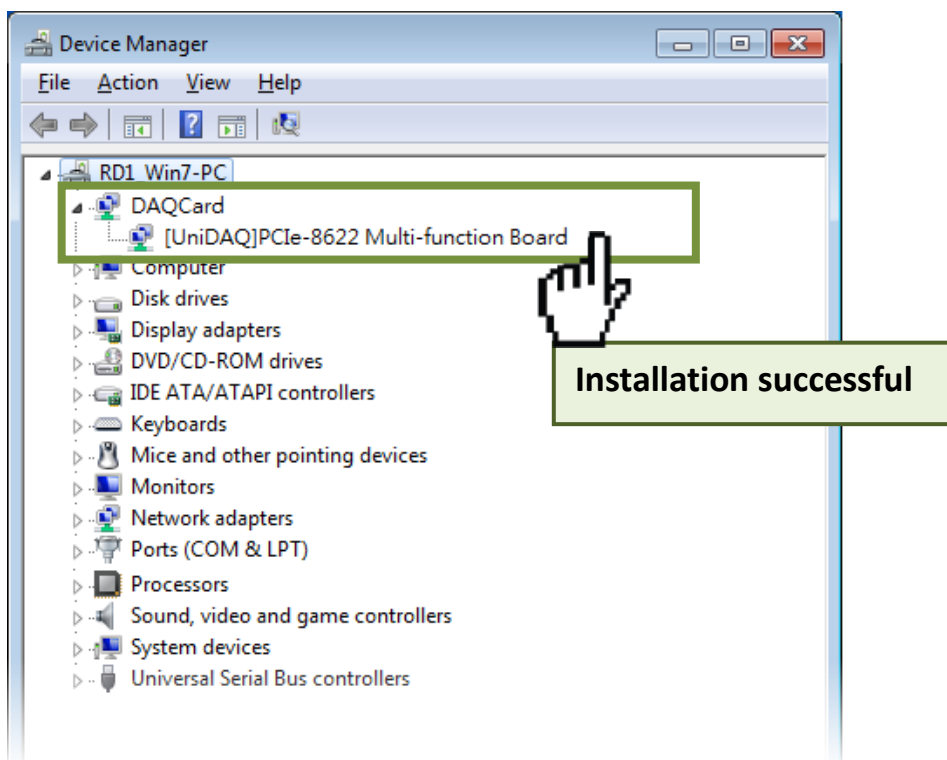 Device Manager
File Action View Help
RD1_Win7-PC
DAQCard
[UniDAQ]PCIe-8622 Multi-function Board
Computer
Disk drives
Display adapters
DVD/CD-ROM drives
IDE ATA/ATAPI controllers
Installation successful
Keyboards
Mice and other pointing devices
Monitors
Network adapters
Ports (COM & LPT)
Processors
Sound, video and game controllers
System devices
Universal Serial Bus controllers